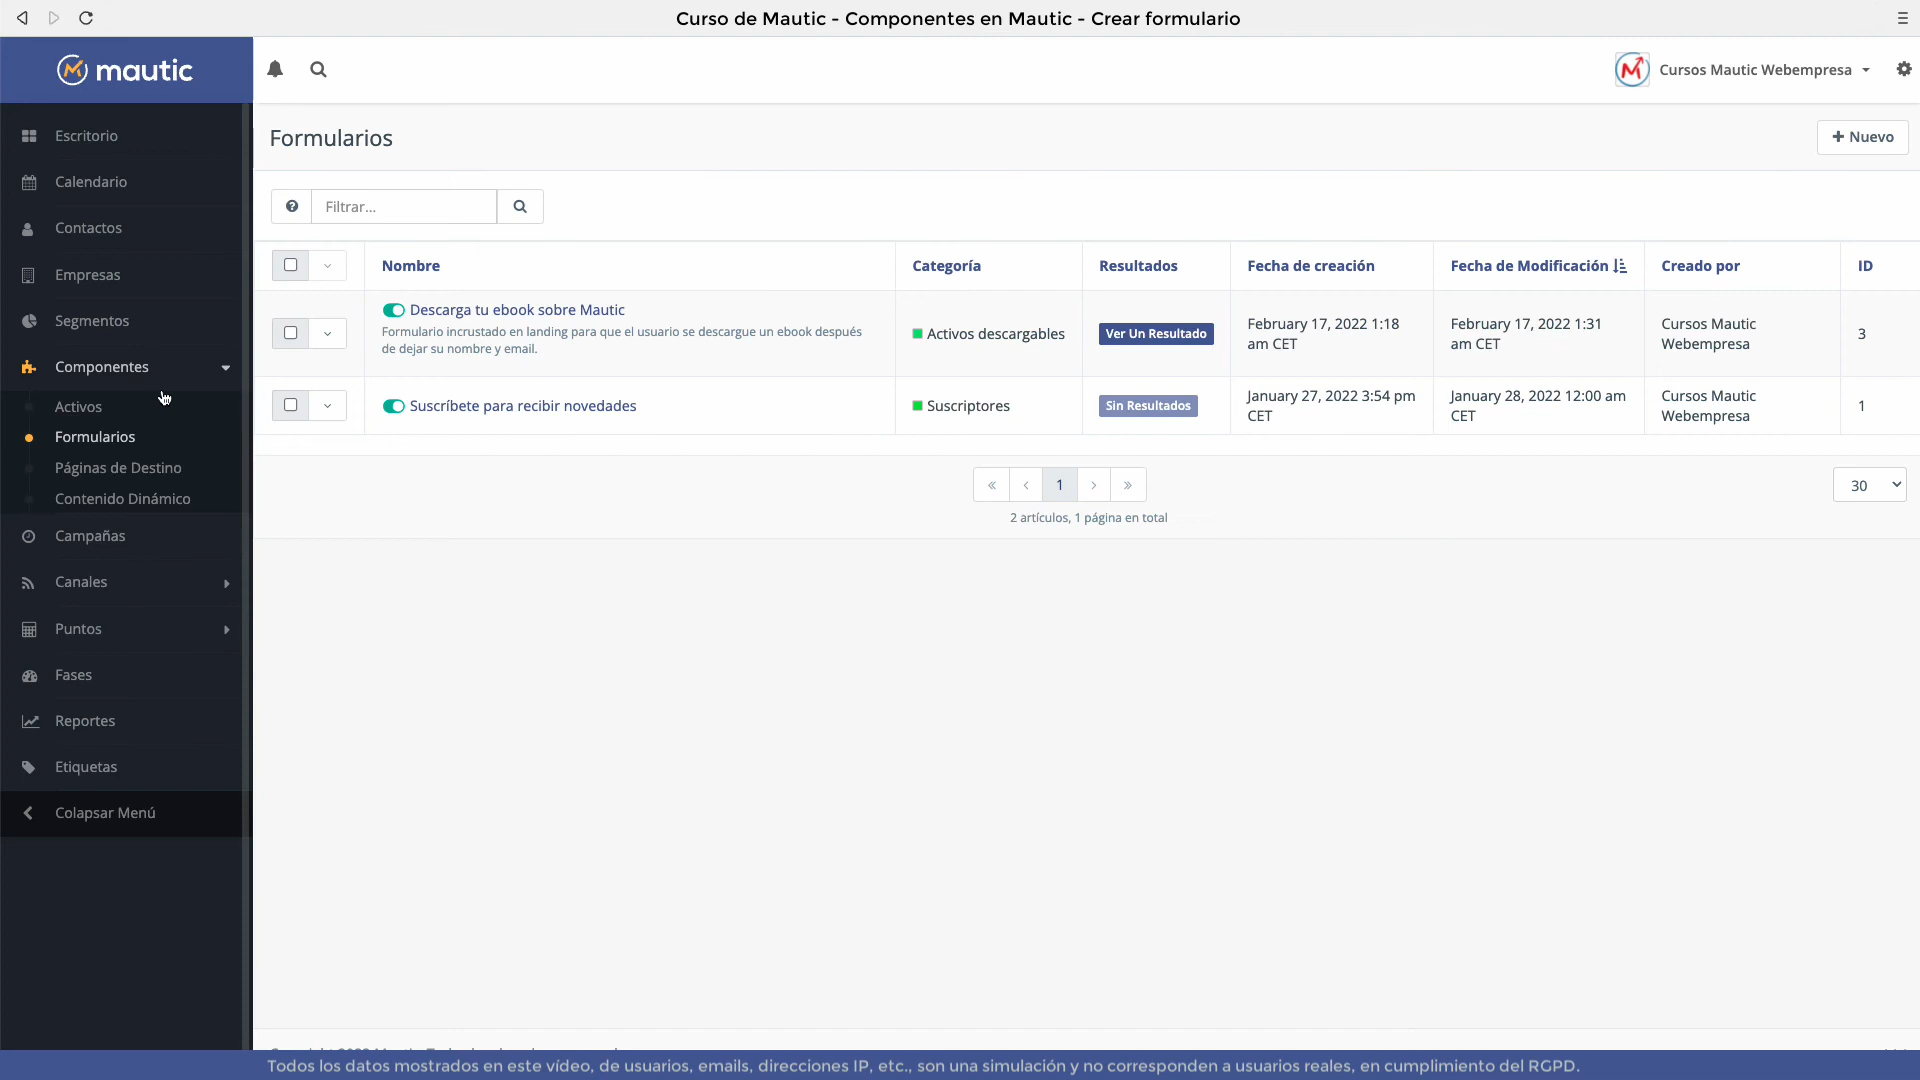 Curso de Mautic - Componentes en Mautic - Crear formulario
mautic
Cursos Mautic Webempresa
Escritorio
Calendario
Contactos
Empresas
Segmentos
Componentes
Activos
Formularios
Páginas de Destino
Contenido Dinámico
Campañas
Canales
Puntos
Fases
Reportes
Etiquetas
Colapsar Menú
Formularios
+ Nuevo
Filtrar...
Nombre
Categoría
Resultados
Fecha de creación
Fecha de Modificación
Creado por
ID
Descarga tu ebook sobre Mautic
Formulario incrustado en landing para que el usuario se descargue un ebook después
de dejar su nombre y email.
Activos descargables
Ver Un Resultado
February 17, 2022 1:18
am CET
February 17, 2022 1:31
am CET
Cursos Mautic
Webempresa
3
Suscríbete para recibir novedades
Suscriptores
Sin Resultados
January 27, 2022 3:54 pm
CET
January 28, 2022 12:00 am
CET
Cursos Mautic
Webempresa
1
« ‹ 1 › »
30
2 artículos, 1 página en total
Todos los datos mostrados en este vídeo, de usuarios, emails, direcciones IP, etc., son una simulación y no corresponden a usuarios reales, en cumplimiento del RGPD.